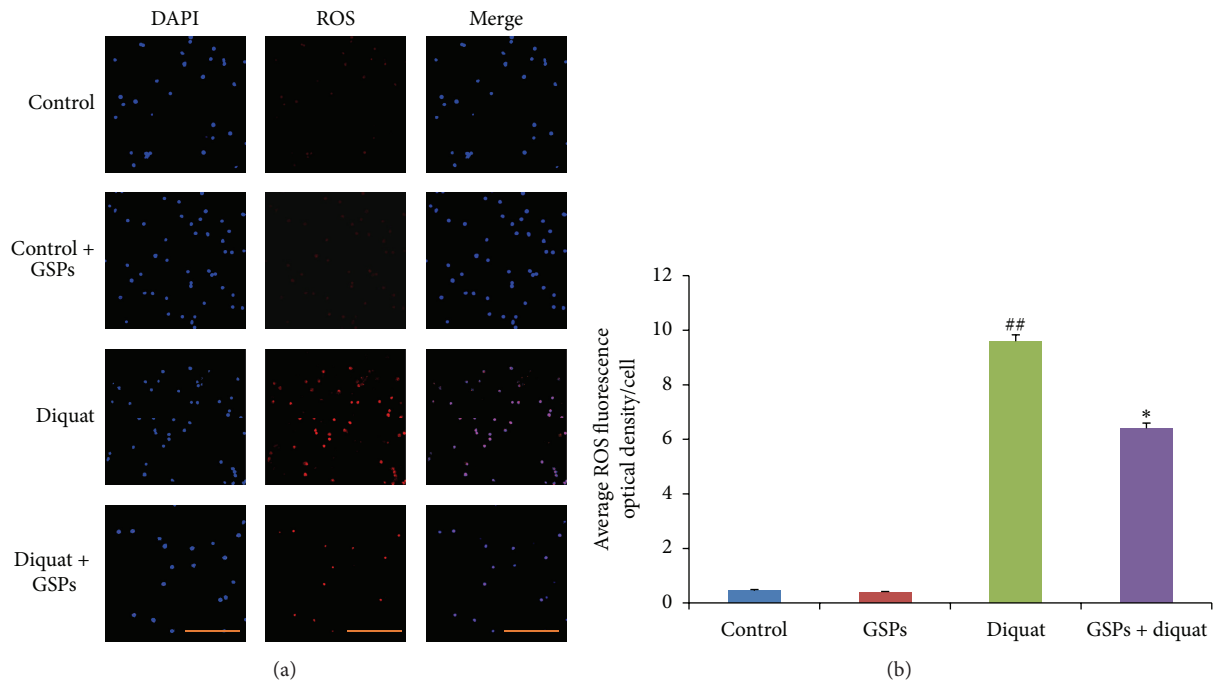 DAPI ROS Merge
Control
Control +
GSPs
Diquat
Diquat +
GSPs
(a)
Average ROS fluorescence
optical density/cell
12
10
8
6
4
2
0
##
*
Control GSPs Diquat GSPs + diquat
(b)